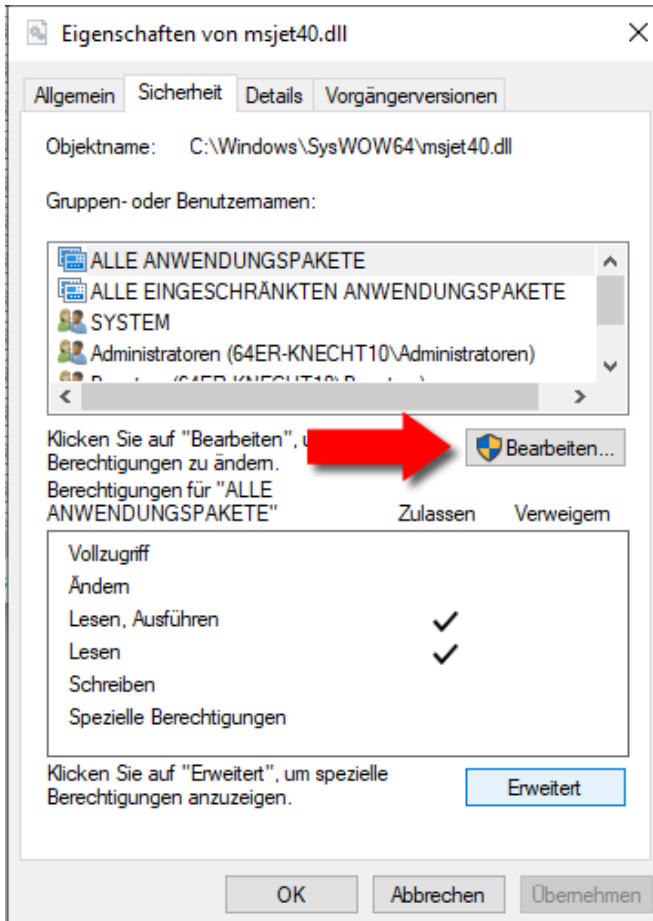 Eigenschaften von msjet40.dll
Allgemein Sicherheit Details Vorgängerversionen
Objektname: C:\Windows\SysWOW64\msjet40.dll
Gruppen- oder Benutzernamen:
ALLE ANWENDUNGSPAKETE
ALLE EINGESCHRÄNKTEN ANWENDUNGSPAKETE
SYSTEM
Administratoren (64ER-KNECHT10\Administratoren)
Klicken Sie auf "Bearbeiten",
Bearbeiten...
Berechtigungen zu ändern.
Berechtigungen für "ALLE
ANWENDUNGSPAKETE" Zulassen Verweigern
Vollzugriff
Ändern
Lesen, Ausführen
Lesen
Schreiben
Spezielle Berechtigungen
Klicken Sie auf "Erweitert", um spezielle
Berechtigungen anzuzeigen.
Erweitert
OK Abbrechen Übernehmen